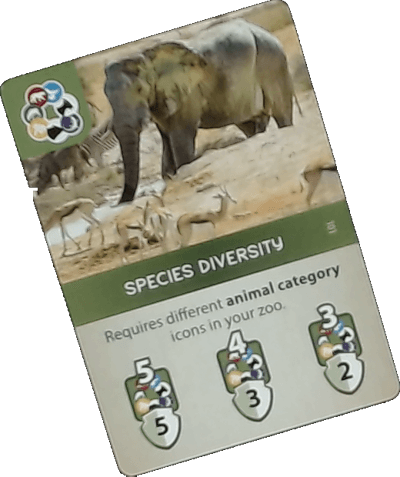 SPECIES DIVERSITY
Requires different animal category
icons in your zoo.
5 4 3
5 3 2